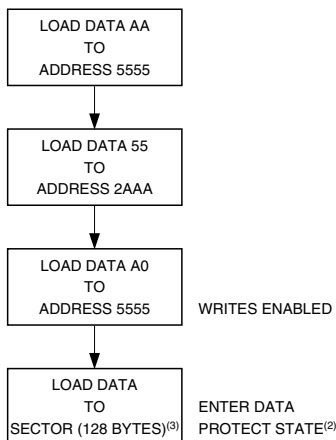 LOAD DATA AA
TO
ADDRESS 5555
LOAD DATA 55
TO
ADDRESS 2AAA
LOAD DATA A0
TO
ADDRESS 5555 WRITES ENABLED
LOAD DATA
TO ENTER DATA
SECTOR (128 BYTES)(3) PROTECT STATE(2)